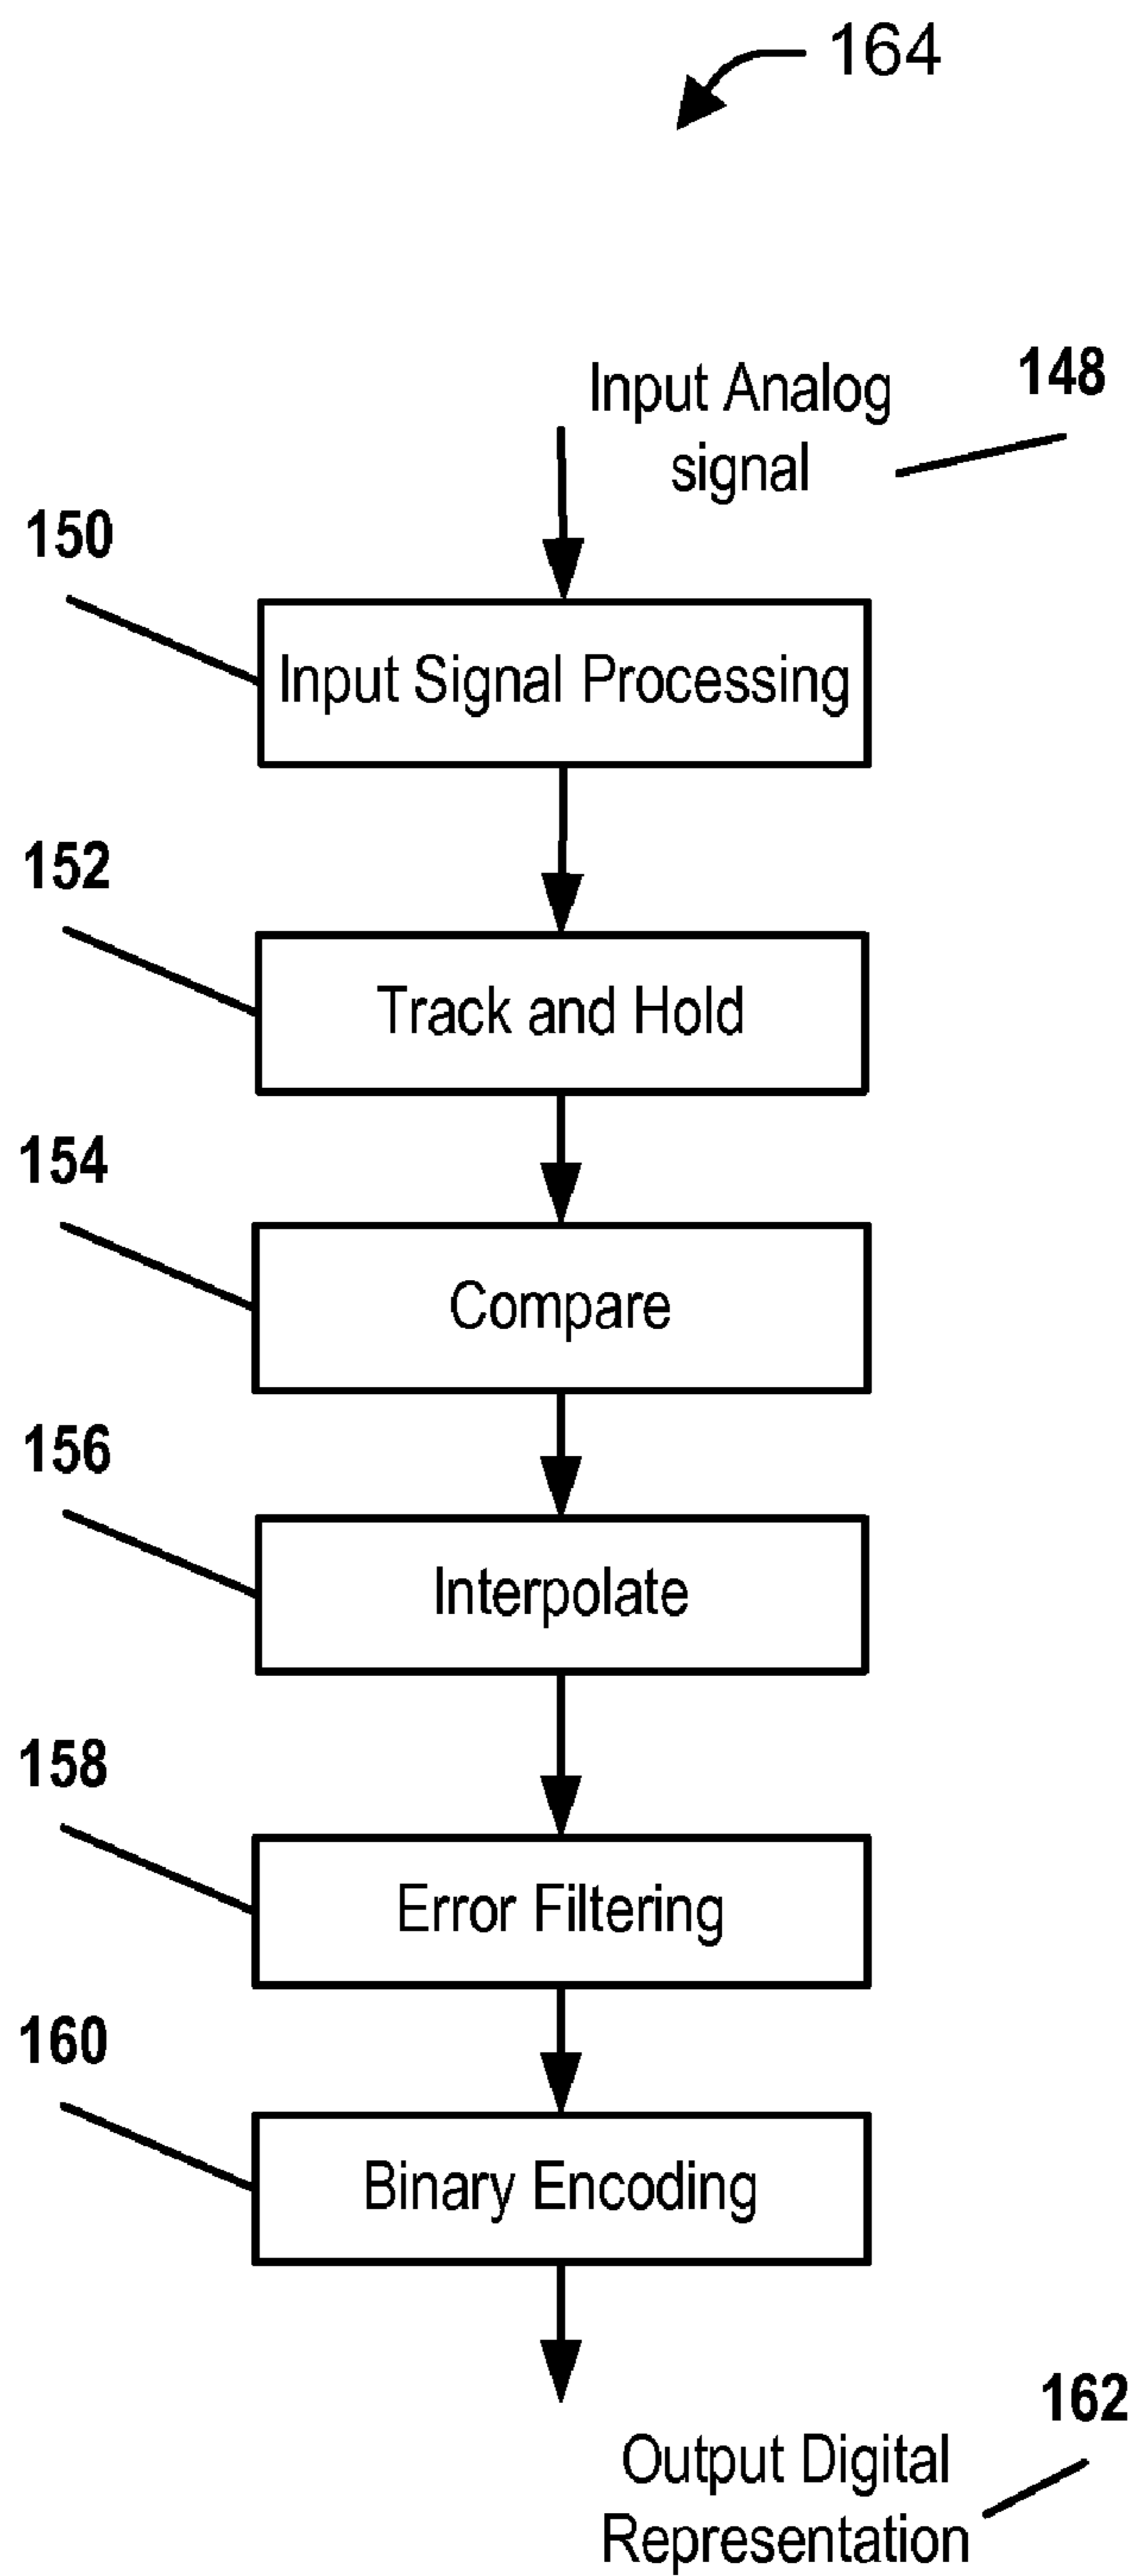 164
148
Input Analog
signal
150
Input Signal Processing
152
Track and Hold
154
Compare
156
Interpolate
158
Error Filtering
160
Binary Encoding
162
Output Digital
Representation